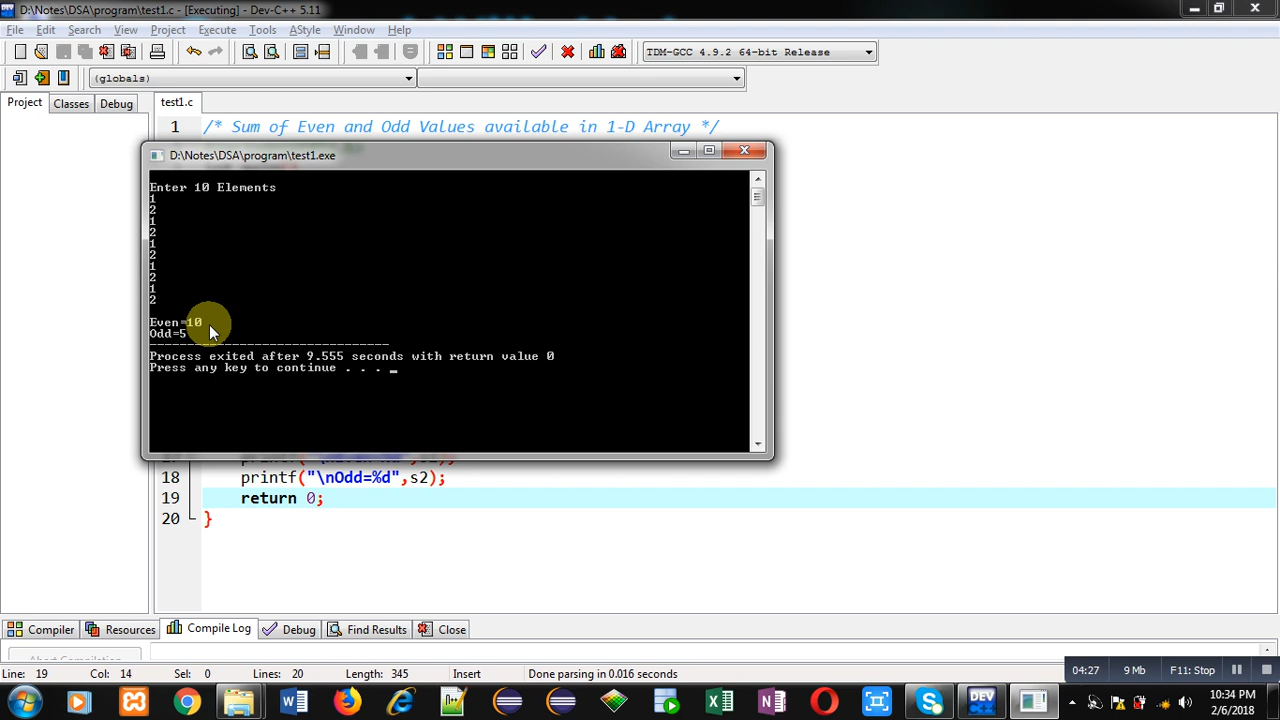 D:\Notes\DSA\program\test1.c - [Executing] - Dev-C++ 5.11
File Edit Search View Project Execute Tools AStyle Window Help
TDM-GCC 4.9.2 64-bit Release
(globals)
Project Classes Debug test1.c
1 /* Sum of Even and Odd Values available in 1-D Array */
D:\Notes\DSA\program\test1.exe
Enter 10 Elements
1
2
1
2
1
2
1
2
1
2
Even=10
Odd=5
--------------------------------
Process exited after 9.555 seconds with return value 0
Press any key to continue . . . _
18 printf("\nOdd=%d",s2);
19 return 0;
20 }
Compiler Resources Compile Log Debug Find Results Close
Line: 19 Col: 14 Sel: 0 Lines: 20 Length: 345 Insert Done parsing in 0.016 seconds
04:27 9 Mb F11: Stop
10:34 PM
2/6/2018